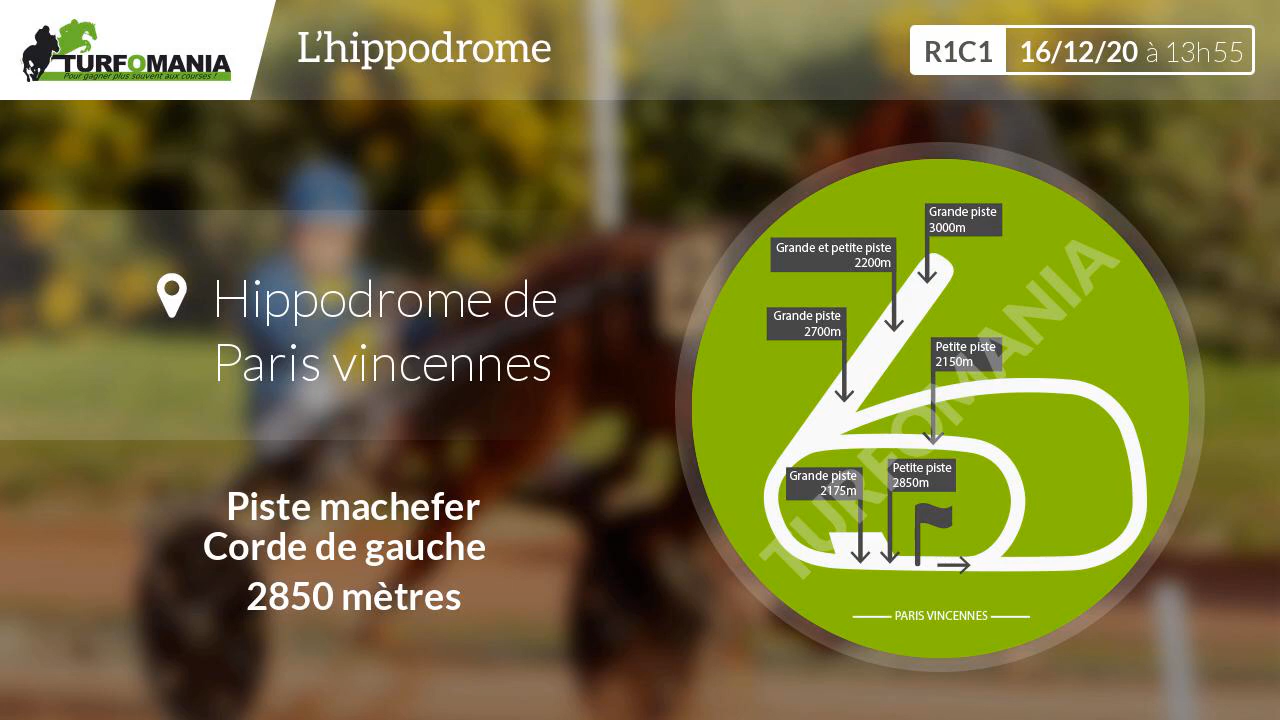 TURFOMANIA
Pour gagner plus souvent aux courses !
L'hippodrome
R1C1 16/12/20 à 13h55
Hippodrome de
Paris vincennes
Piste machefer
Corde de gauche
2850 mètres
Grande piste
3000m
Grande et petite piste
2200m
Grande piste
2700m
Petite piste
2150m
Grande piste
2175m
Petite piste
2850m
TURFOMANIA
PARIS VINCENNES